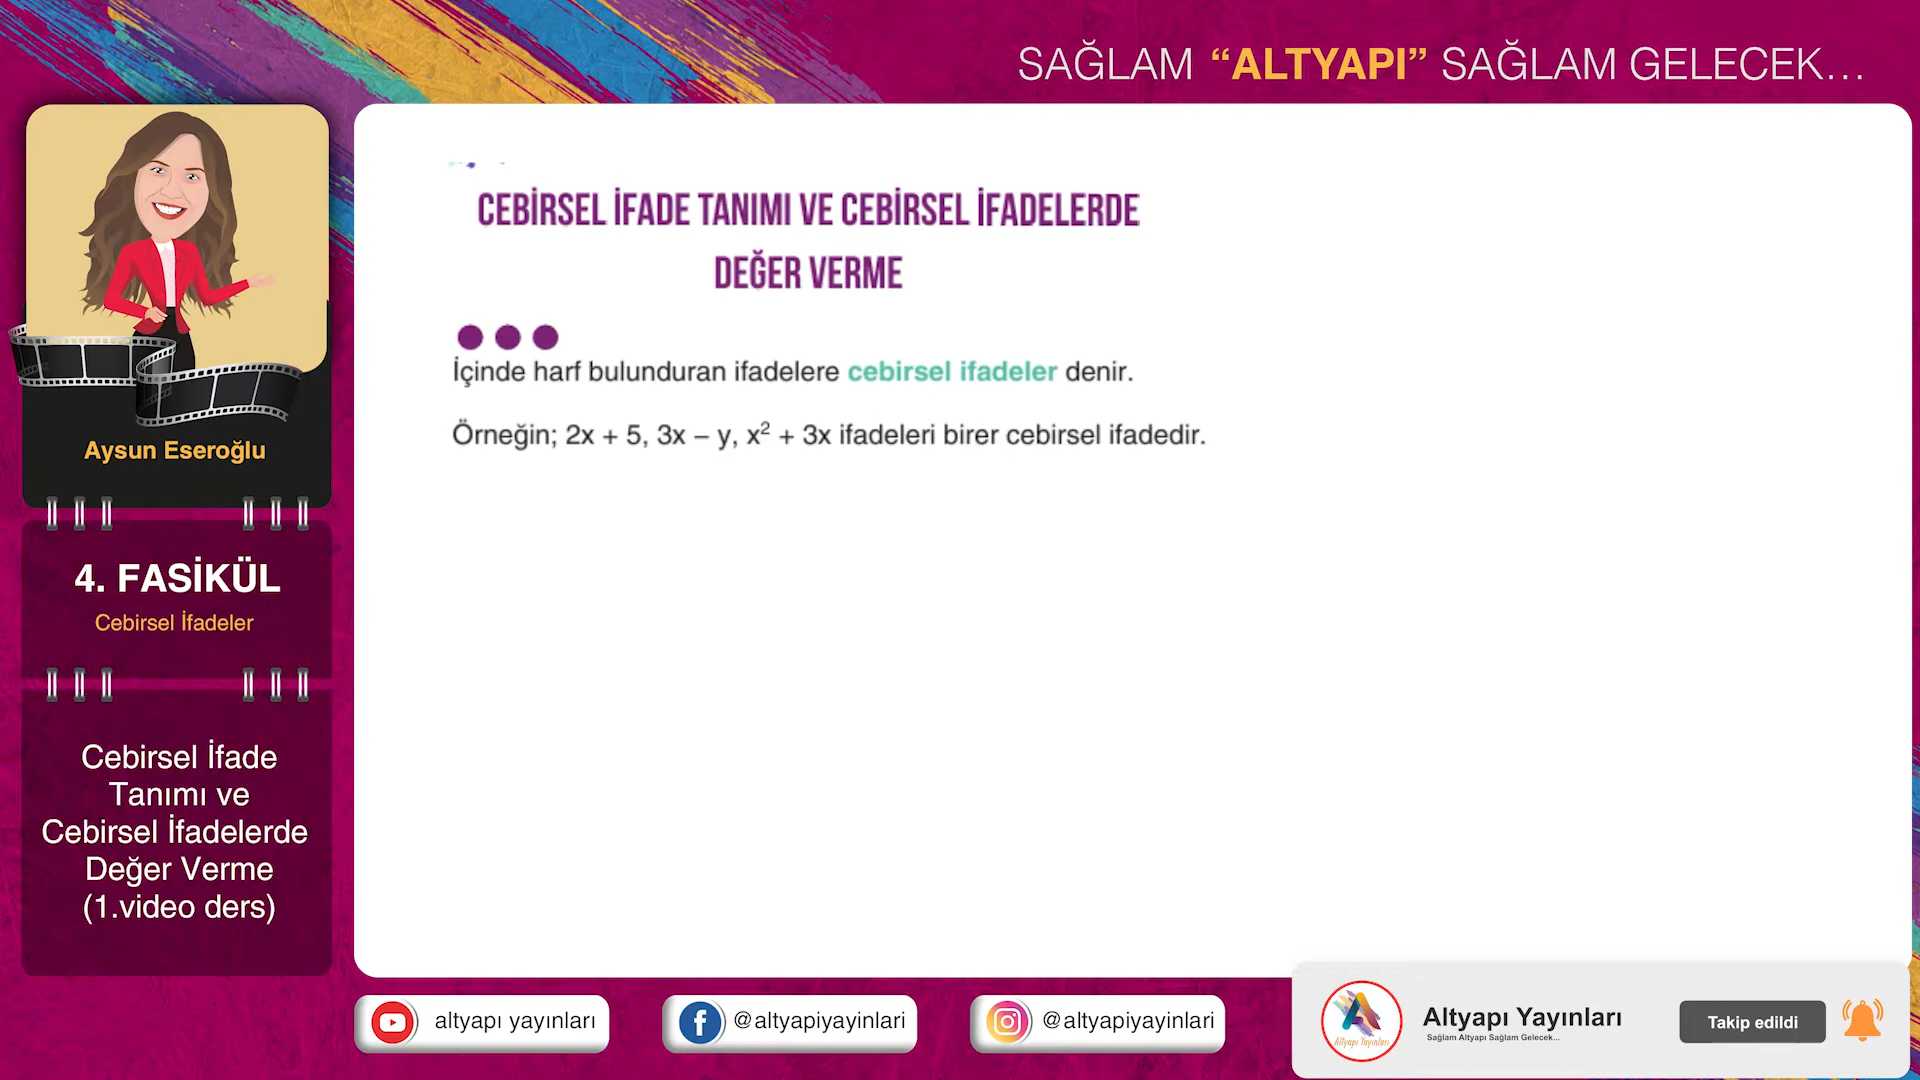 SAĞLAM “ALTYAPI” SAĞLAM GELECEK...
CEBİRSEL İFADE TANIMI VE CEBİRSEL İFADELERDE
DEĞER VERME
İçinde harf bulunduran ifadelere cebirsel ifadeler denir.
Örneğin; 2x + 5, 3x – y, x² + 3x ifadeleri birer cebirsel ifadedir.
Aysun Eseroğlu
4. FASİKÜL
Cebirsel İfadeler
Cebirsel İfade
Tanımı ve
Cebirsel İfadelerde
Değer Verme
(1.video ders)
altyapı yayınları
@altyapiyayinlari
@altyapiyayinlari
Altyapı Yayınları
Altyapı Yayınları
Sağlam Altyapı Sağlam Gelecek...
Takip edildi